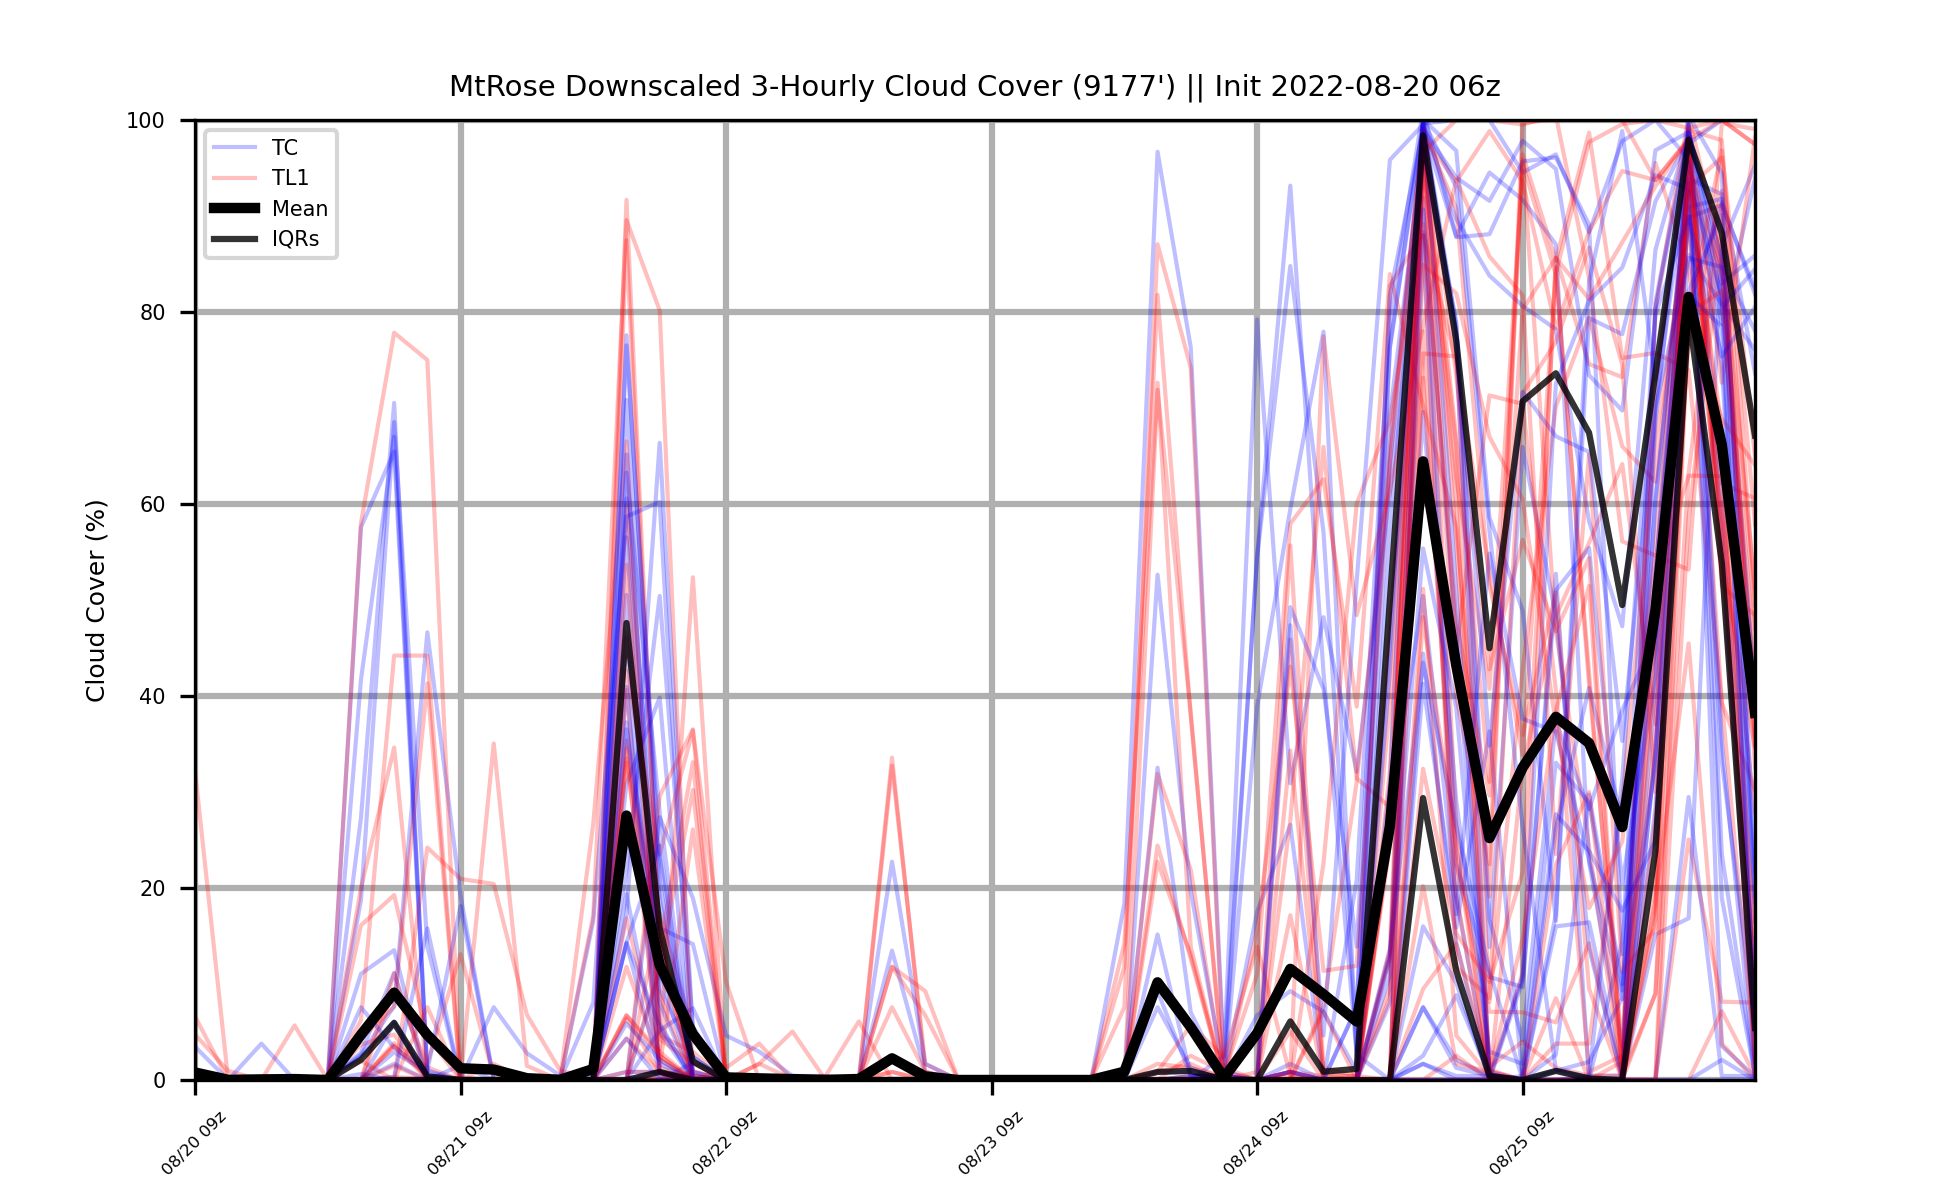 MtRose Downscaled 3-Hourly Cloud Cover (9177') || Init 2022-08-20 06z
TC
TL1
Mean
IQRs
Cloud Cover (%)
100
80
60
40
20
0
08/20 09z
08/21 09z
08/22 09z
08/23 09z
08/24 09z
08/25 09z